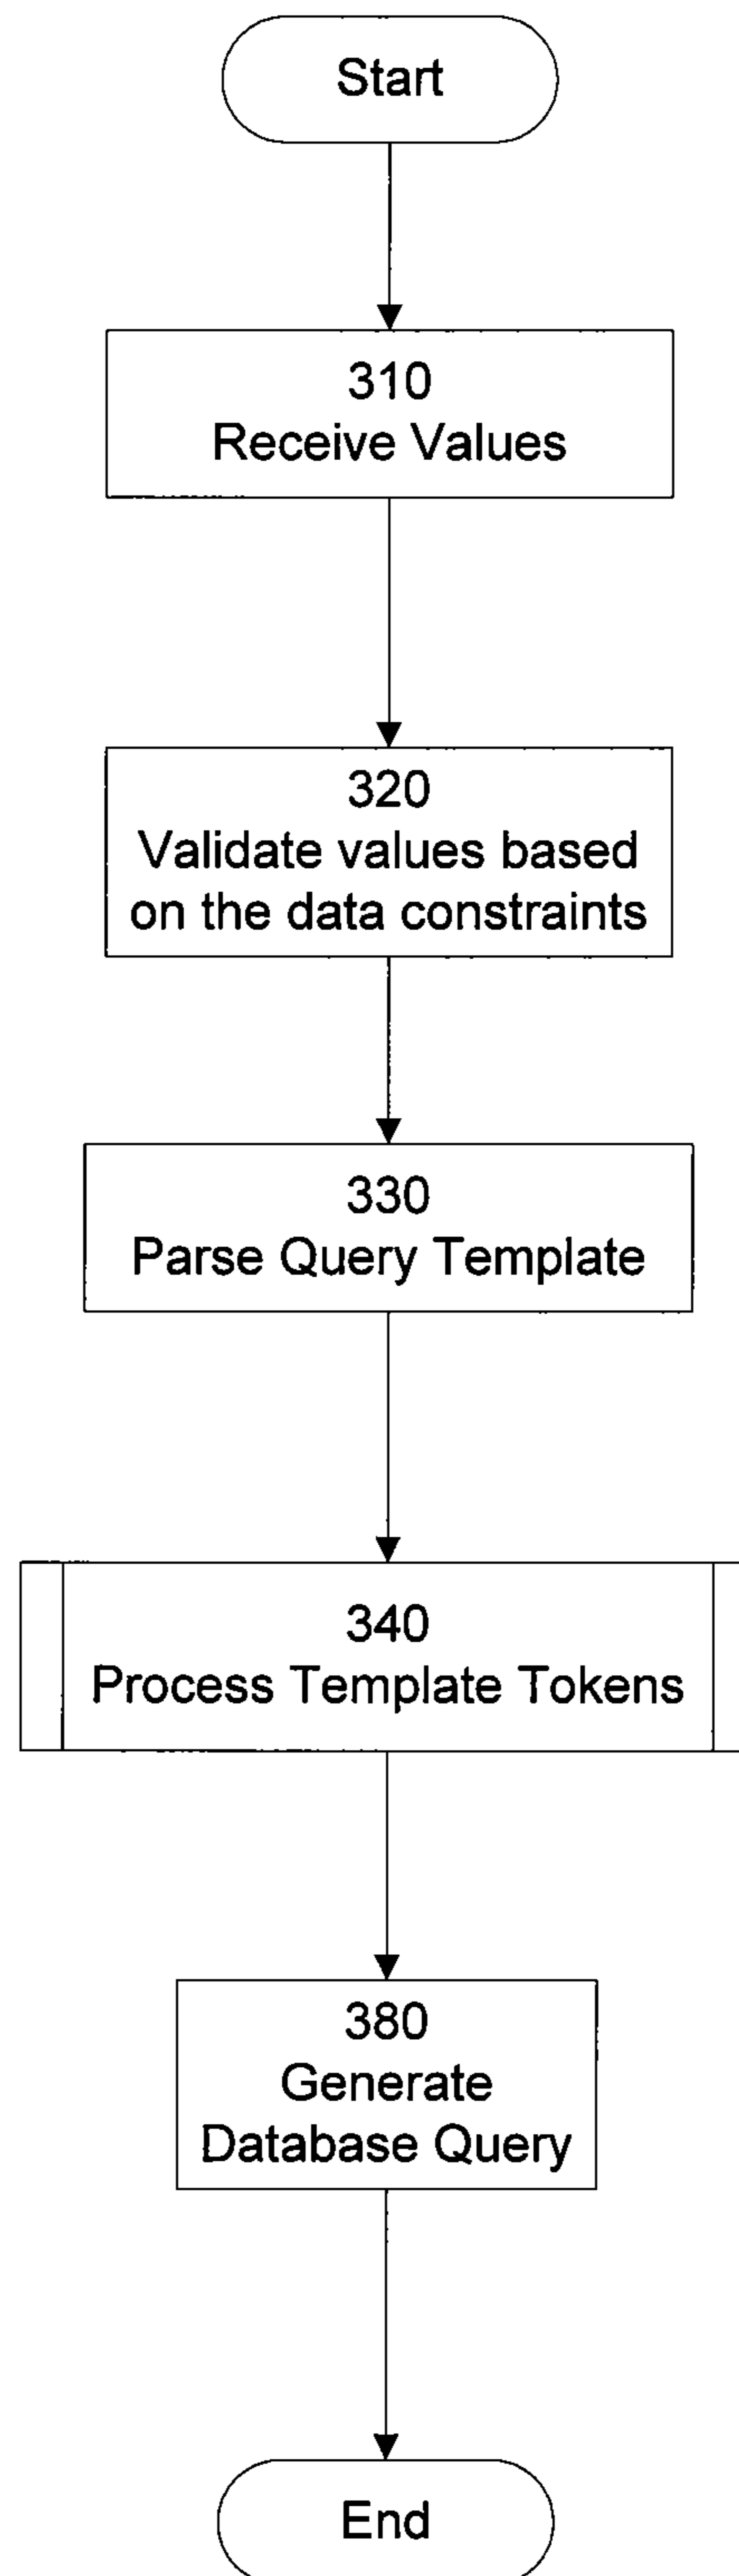 Start
310
Receive Values
320
Validate values based
on the data constraints
330
Parse Query Template
340
Process Template Tokens
380
Generate
Database Query
End